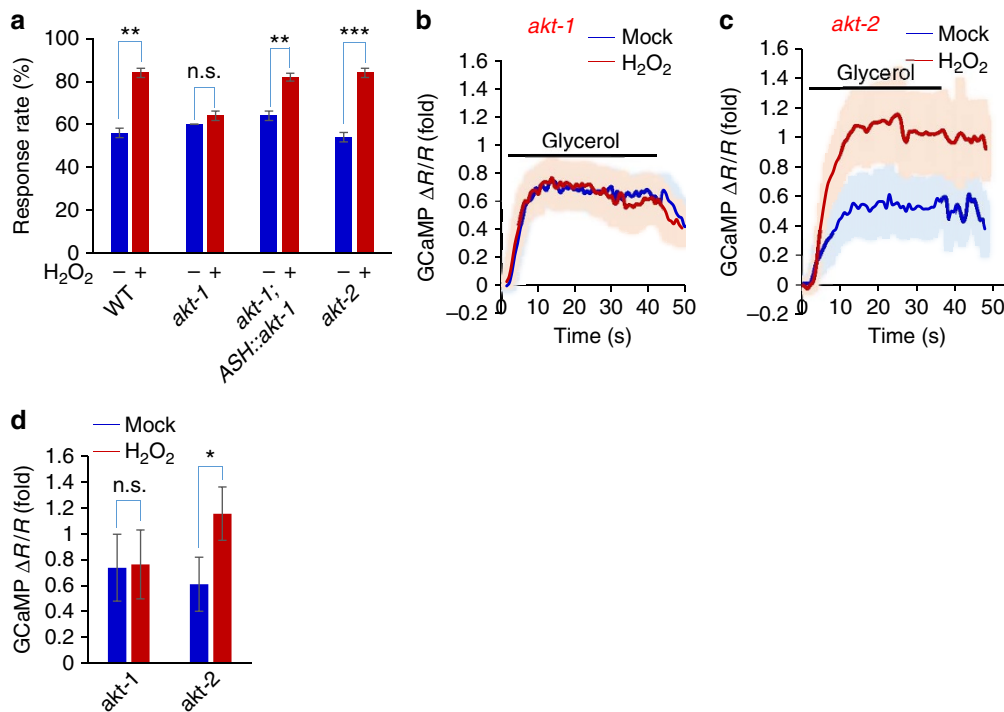 a
Response rate (%)
100
80
60
40
20
0
**
n.s.
**
***
H₂O₂
– +
– +
– +
– +
WT
akt-1
akt-1;
ASH::akt-1
akt-2
b
akt-1
Mock
H₂O₂
GCaMP ΔR/R (fold)
1.6
1.4
1.2
1
0.8
0.6
0.4
0.2
0
–0.2
Glycerol
0 10 20 30 40 50
Time (s)
c
akt-2
Mock
H₂O₂
GCaMP ΔR/R (fold)
1.6
1.4
1.2
1
0.8
0.6
0.4
0.2
0
–0.2
Glycerol
0 10 20 30 40 50
Time (s)
d
Mock
H₂O₂
GCaMP ΔR/R (fold)
1.6
1.4
1.2
1
0.8
0.6
0.4
0.2
0
n.s.
*
akt-1
akt-2